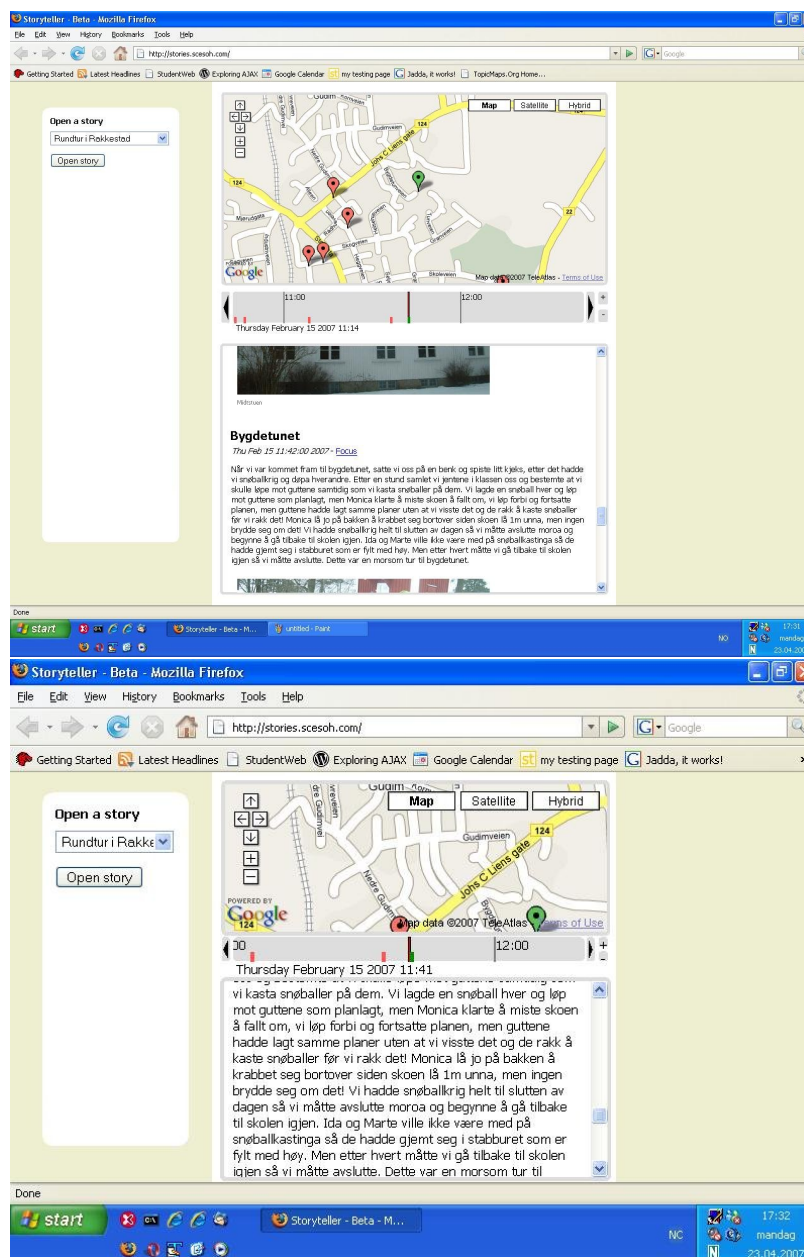 Storyteller - Beta - Mozilla Firefox
File Edit View History Bookmarks Tools Help
http://stories.scesoh.com/
Google
Getting Started Latest Headlines StudentWeb Exploring AJAX Google Calendar my testing page Jadda, it works! TopicMaps.Org Home...
Open a story
Rundtur i Rakkestad
Open story
Map Satellite Hybrid
Gudimveien
124
Johs C Liens gate
Nedre Gudim
124
Mjørudgata
Skogveien
22
Skoleveien
POWERED BY
Google
Map data ©2007 TeleAtlas - Terms of Use
11:00 12:00
+
-
Thursday February 15 2007 11:14
Midtstuen
Bygdetunet
Thu Feb 15 11:42:00 2007 - Focus
Når vi var kommet fram til bygdetunet, satte vi oss på en benk og spiste litt kjeks, etter det hadde
vi snøballkrig og døpa hverandre. Etter en stund samlet vi jentene i klassen oss og bestemte at vi
skulle løpe mot guttene samtidig som vi kasta snøballer på dem. Vi lagde en snøball hver og løp
mot guttene som planlagt, men Monica klarte å miste skoen å fallt om, vi løp forbi og fortsatte
planen, men guttene hadde lagt samme planer uten at vi visste det og de rakk å kaste snøballer
før vi rakk det! Monica lå jo på bakken å krabbet seg bortover siden skoen lå 1m unna, men ingen
brydde seg om det! Vi hadde snøballkrig helt til slutten av dagen så vi måtte avslutte moroa og
begynne å gå tilbake til skolen igjen. Ida og Marte ville ikke være med på snøballkastinga så de
hadde gjemt seg i stabburet som er fylt med høy. Men etter hvert måtte vi gå tilbake til skolen
igjen så vi måtte avslutte. Dette var en morsom tur til bygdetunet.
Done
start
Storyteller - Beta - M...
untitled - Paint
NO
17:31
mandag
23.04.200
Storyteller - Beta - Mozilla Firefox
File Edit View History Bookmarks Tools Help
http://stories.scesoh.com/
Google
Getting Started Latest Headlines StudentWeb Exploring AJAX Google Calendar my testing page Jadda, it works!
Open a story
Rundtur i Rakke
Open story
Map Satellite Hybrid
Gudimveien
124
Johs C Liens gate
Nedre Gudim
POWERED BY
Google
124
Map data ©2007 TeleAtlas - Terms of Use
00 12:00
+
-
Thursday February 15 2007 11:41
vi kasta snøballer på dem. Vi lagde en snøball hver og løp
mot guttene som planlagt, men Monica klarte å miste skoen
å fallt om, vi løp forbi og fortsatte planen, men guttene
hadde lagt samme planer uten at vi visste det og de rakk å
kaste snøballer før vi rakk det! Monica lå jo på bakken å
krabbet seg bortover siden skoen lå 1m unna, men ingen
brydde seg om det! Vi hadde snøballkrig helt til slutten av
dagen så vi måtte avslutte moroa og begynne å gå tilbake
til skolen igjen. Ida og Marte ville ikke være med på
snøballkastinga så de hadde gjemt seg i stabburet som er
fylt med høy. Men etter hvert måtte vi gå tilbake til skolen
igjen så vi måtte avslutte. Dette var en morsom tur til
Done
start
Storyteller - Beta - M...
NC
17:32
mandag
23.04.2007